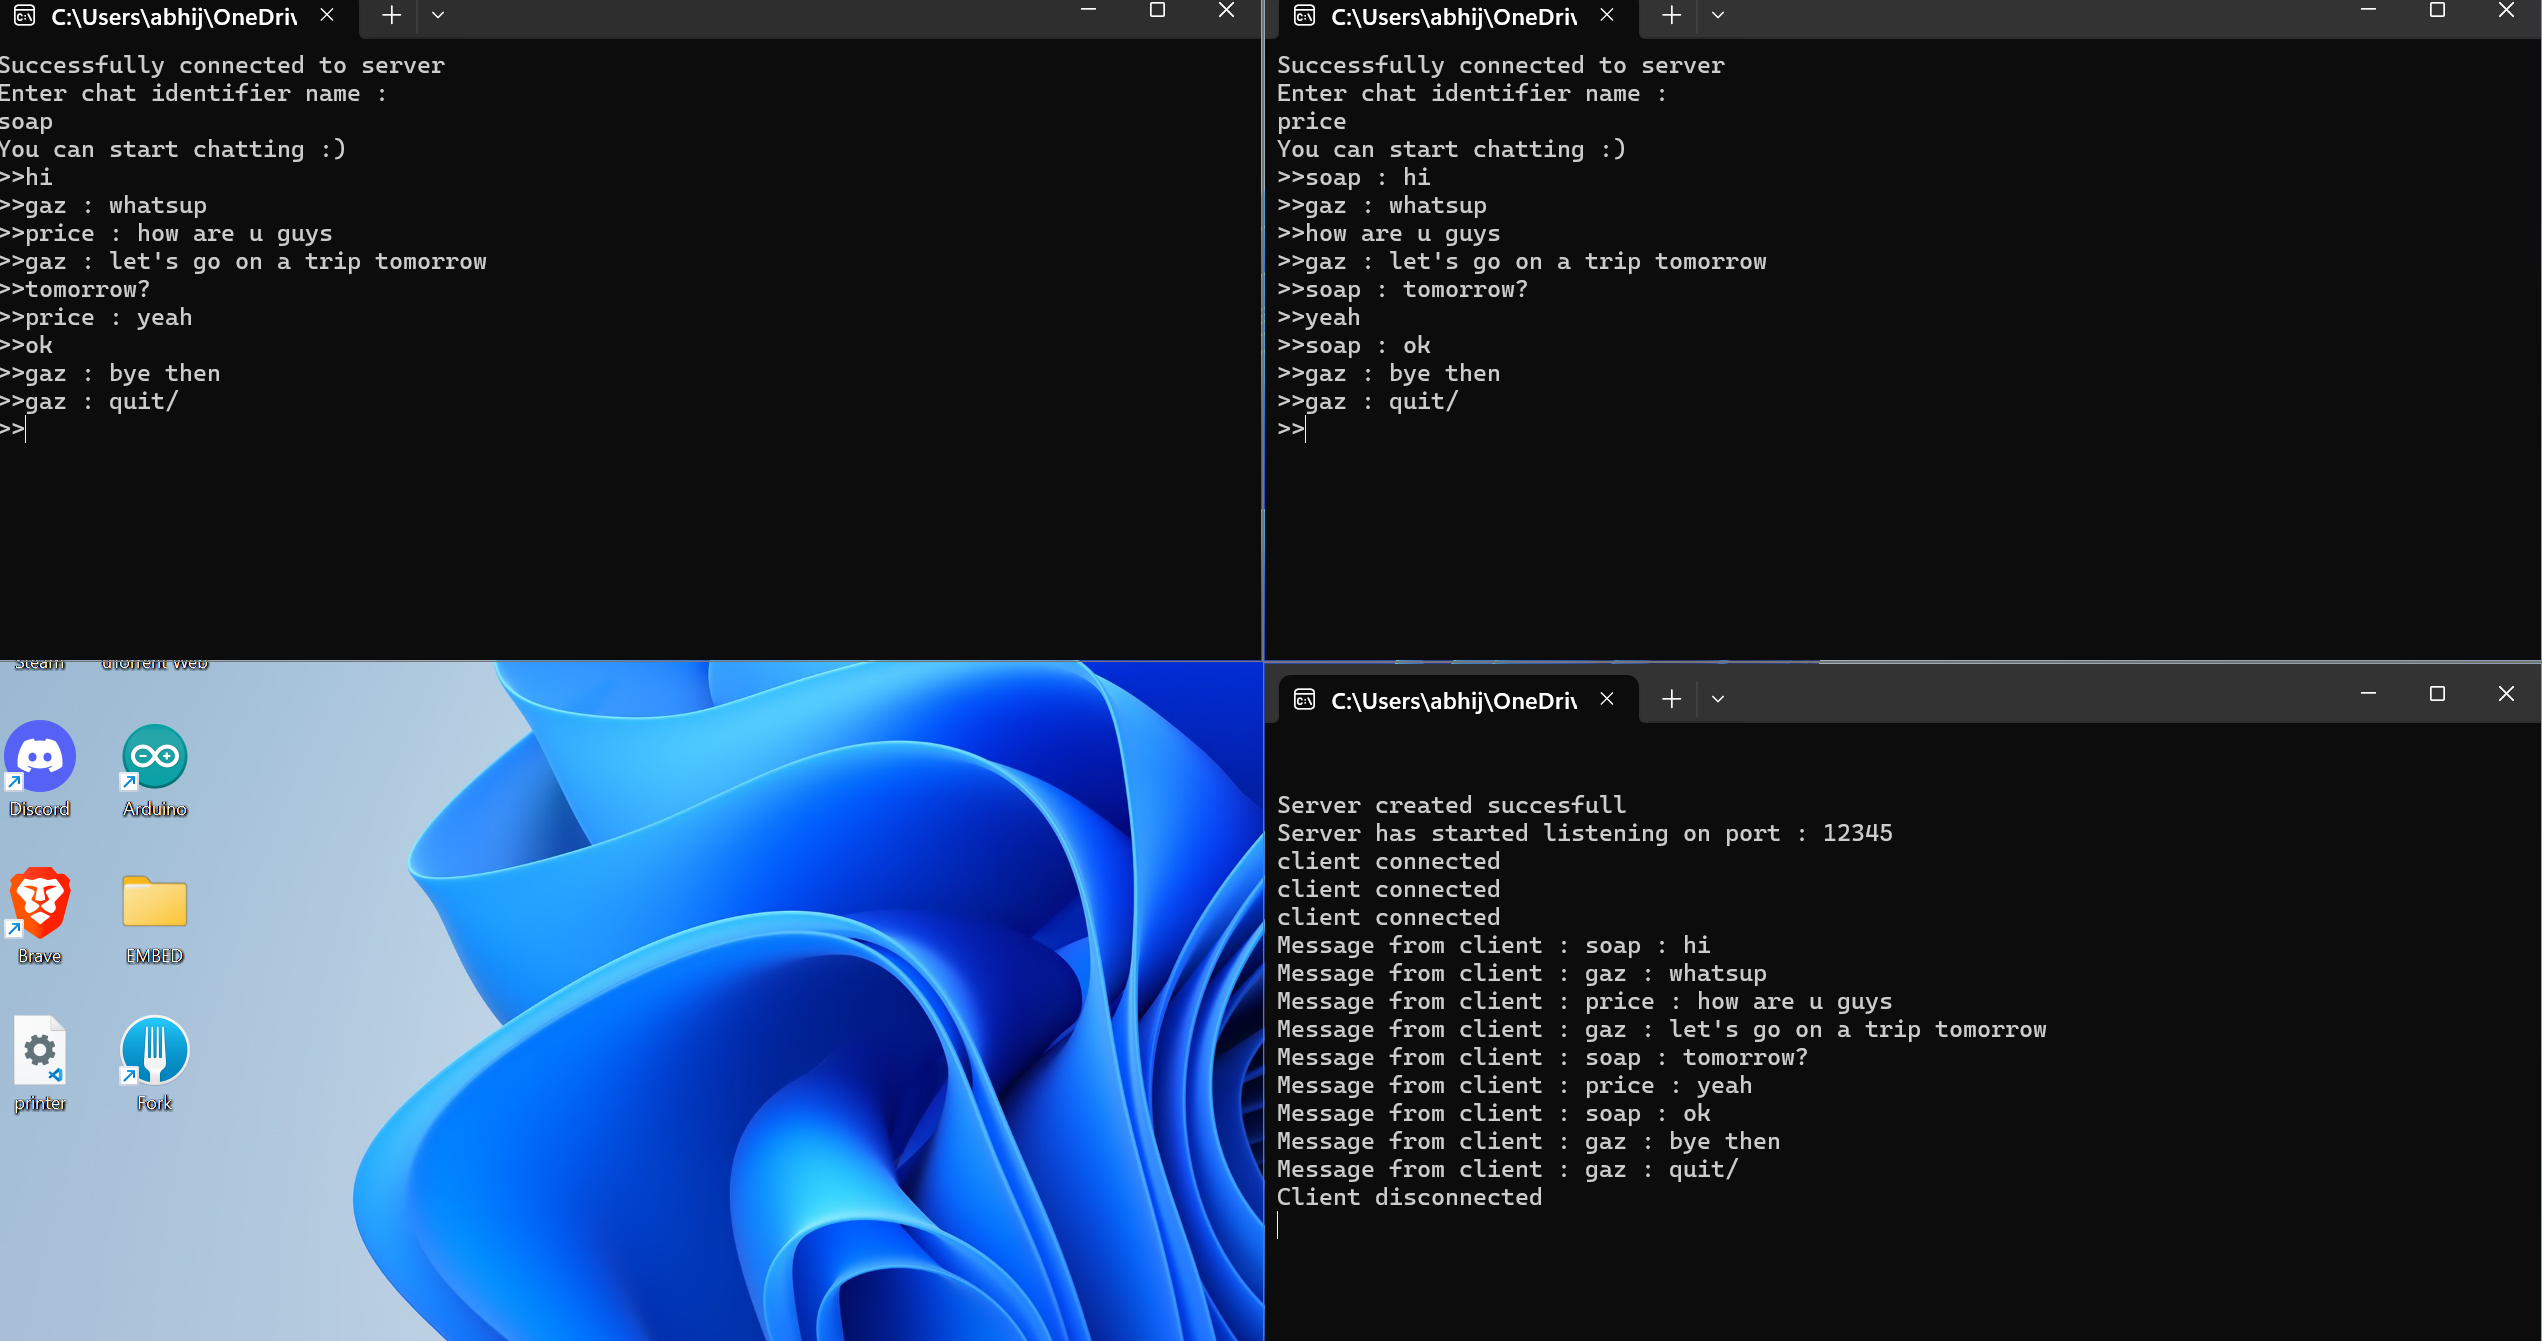 C:\Users\abhij\OneDriv
Successfully connected to server
Enter chat identifier name :
soap
You can start chatting :)
>>hi
>>gaz : whatsup
>>price : how are u guys
>>gaz : let's go on a trip tomorrow
>>tomorrow?
>>price : yeah
>>ok
>>gaz : bye then
>>gaz : quit/
>>
C:\Users\abhij\OneDriv
Successfully connected to server
Enter chat identifier name :
price
You can start chatting :)
>>soap : hi
>>gaz : whatsup
>>how are u guys
>>gaz : let's go on a trip tomorrow
>>soap : tomorrow?
>>yeah
>>soap : ok
>>gaz : bye then
>>gaz : quit/
>>
Steam uTorrent Web
Discord Arduino
Brave EMBED
printer Fork
C:\Users\abhij\OneDriv
Server created succesfull
Server has started listening on port : 12345
client connected
client connected
client connected
Message from client : soap : hi
Message from client : gaz : whatsup
Message from client : price : how are u guys
Message from client : gaz : let's go on a trip tomorrow
Message from client : soap : tomorrow?
Message from client : price : yeah
Message from client : soap : ok
Message from client : gaz : bye then
Message from client : gaz : quit/
Client disconnected